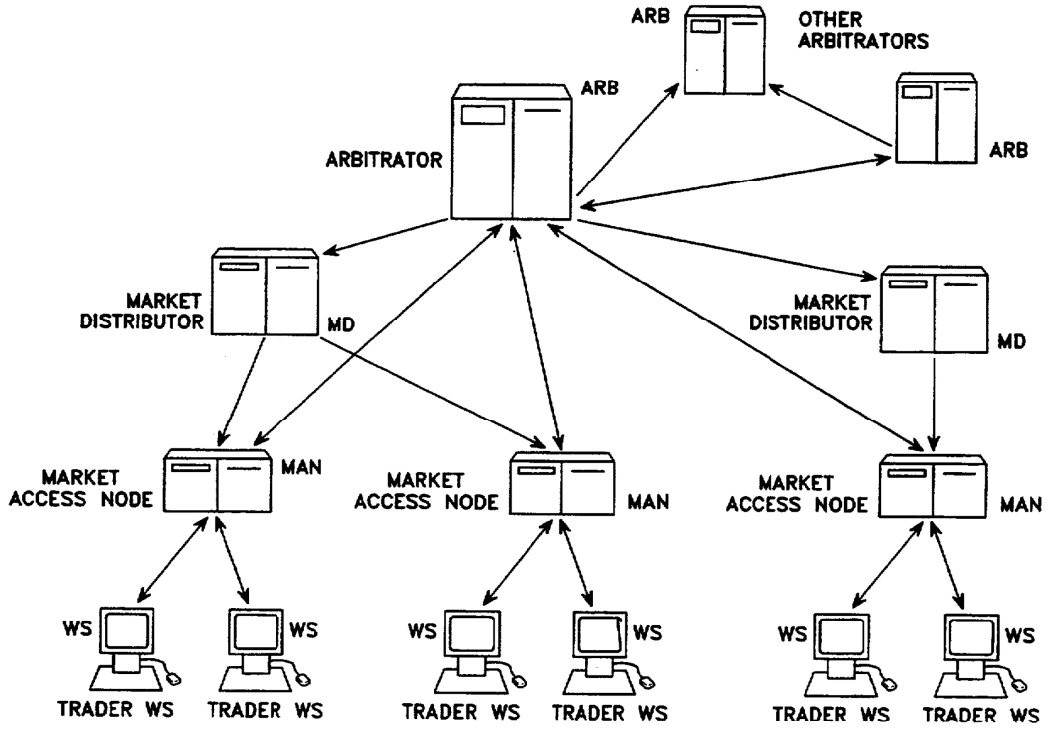 ARB
OTHER
ARBITRATORS
ARB
ARBITRATOR
ARB
MARKET
DISTRIBUTOR
MD
MARKET
DISTRIBUTOR
MD
MARKET
ACCESS NODE
MAN
MARKET
ACCESS NODE
MAN
MARKET
ACCESS NODE
MAN
WS
WS
WS
WS
WS
WS
TRADER WS
TRADER WS
TRADER WS
TRADER WS
TRADER WS
TRADER WS